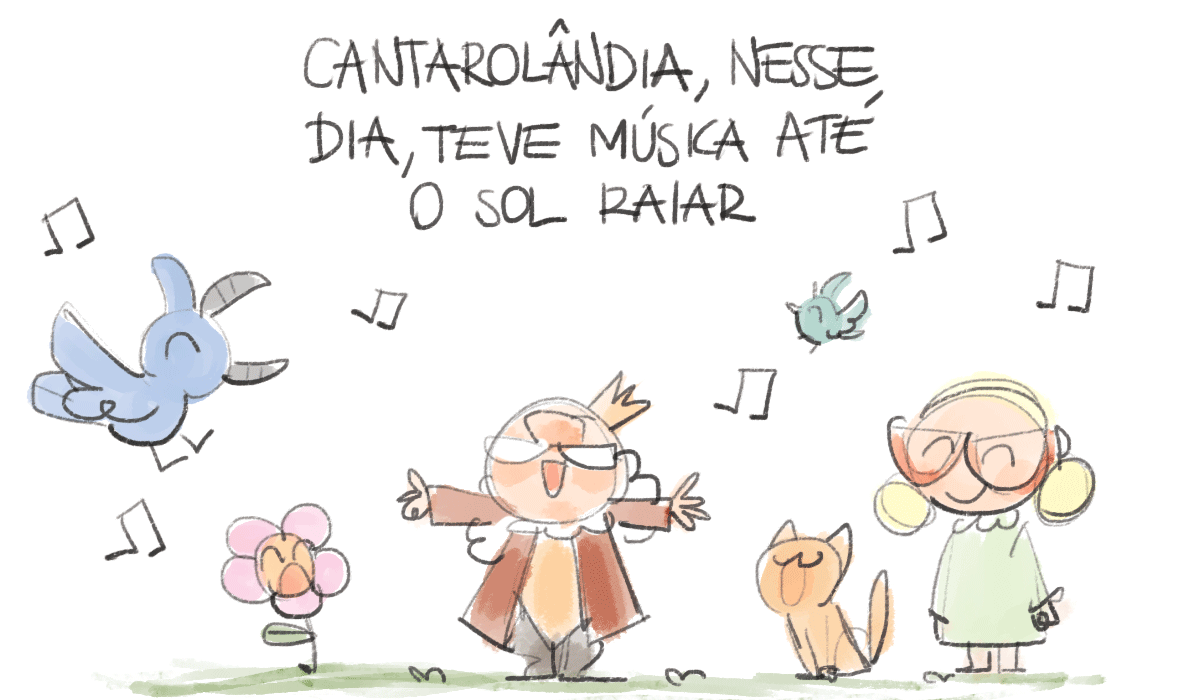 CANTAROLÂNDIA, NESSE
DIA, TEVE MÚSICA ATÉ
O SOL RAIAR